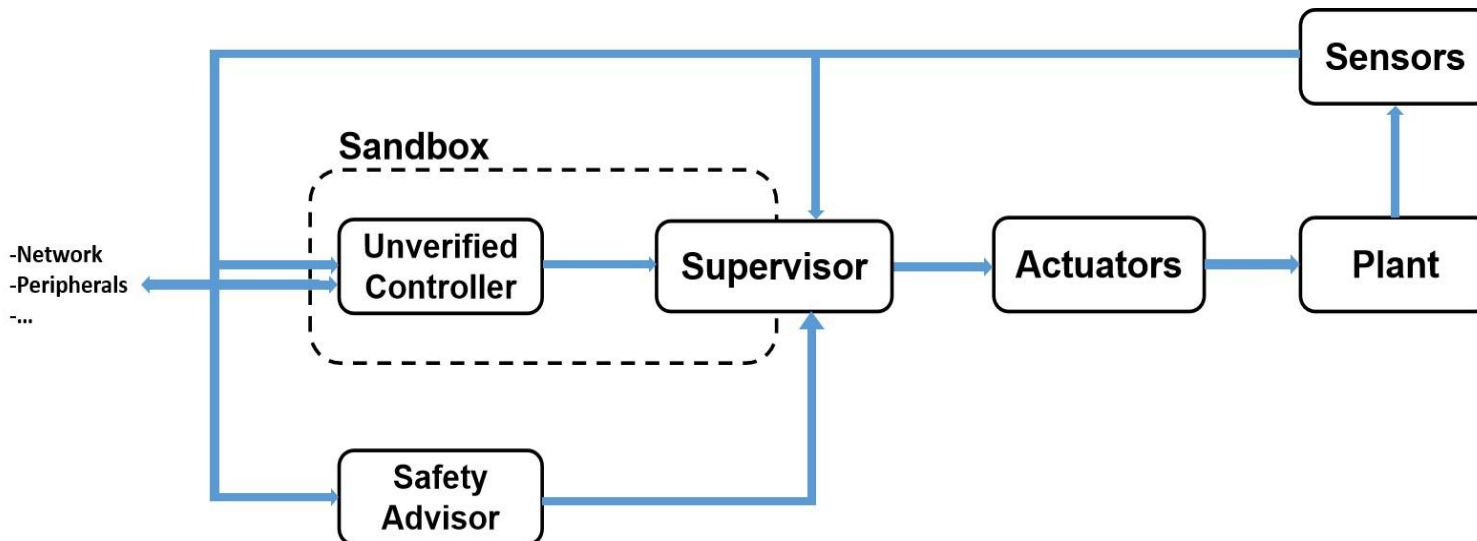 Sensors
Sandbox
Unverified
Controller
Supervisor
Actuators
Plant
-Network
-Peripherals
-...
Safety
Advisor